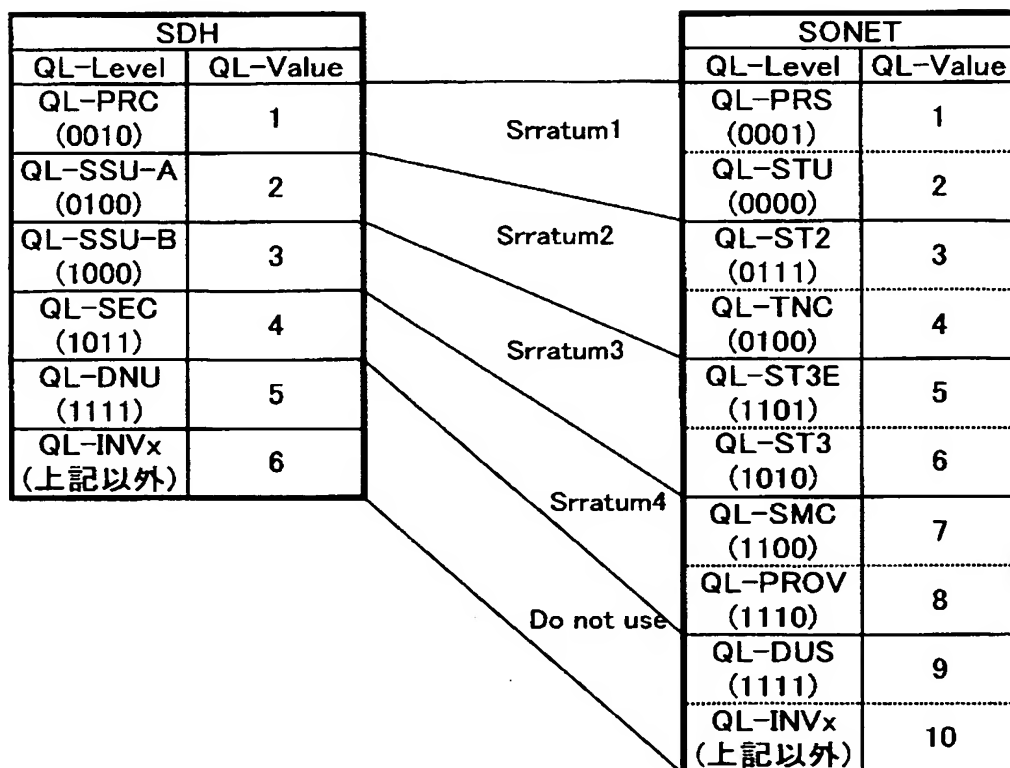 SDH
QL-Level QL-Value
QL-PRC
(0010)
1
QL-SSU-A
(0100)
2
QL-SSU-B
(1000)
3
QL-SEC
(1011)
4
QL-DNU
(1111)
5
QL-INVx
(上記以外)
6
Srratum1
Srratum2
Srratum3
Srratum4
Do not use
SONET
QL-Level QL-Value
QL-PRS
(0001)
1
QL-STU
(0000)
2
QL-ST2
(0111)
3
QL-TNC
(0100)
4
QL-ST3E
(1101)
5
QL-ST3
(1010)
6
QL-SMC
(1100)
7
QL-PROV
(1110)
8
QL-DUS
(1111)
9
QL-INVx
(上記以外)
10